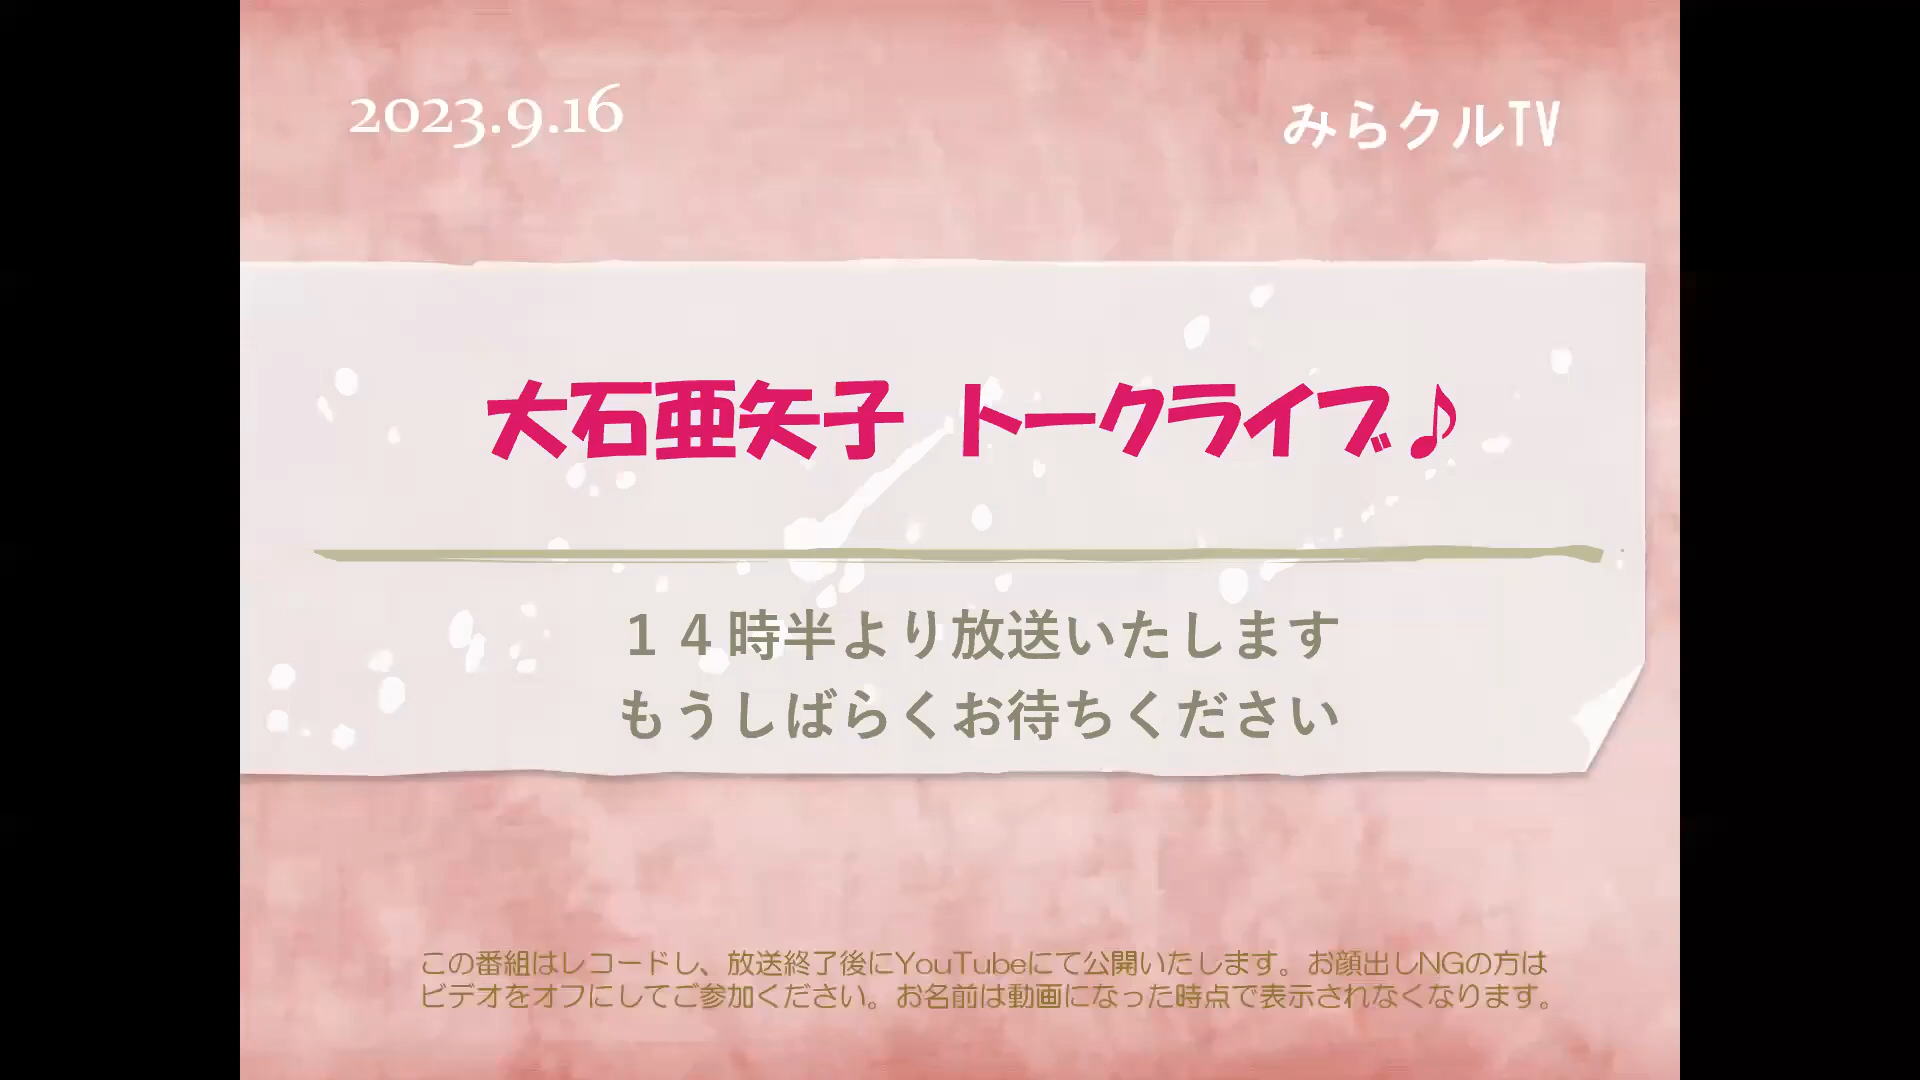 2023.9.16
みらクルTV
大石亜矢子 トークライブ♪
１４時半より放送いたします
もうしばらくお待ちください
この番組はレコードし、放送終了後にYouTubeにて公開いたします。お顔出しNGの方は
ビデオをオフにしてご参加ください。お名前は動画になった時点で表示されなくなります。